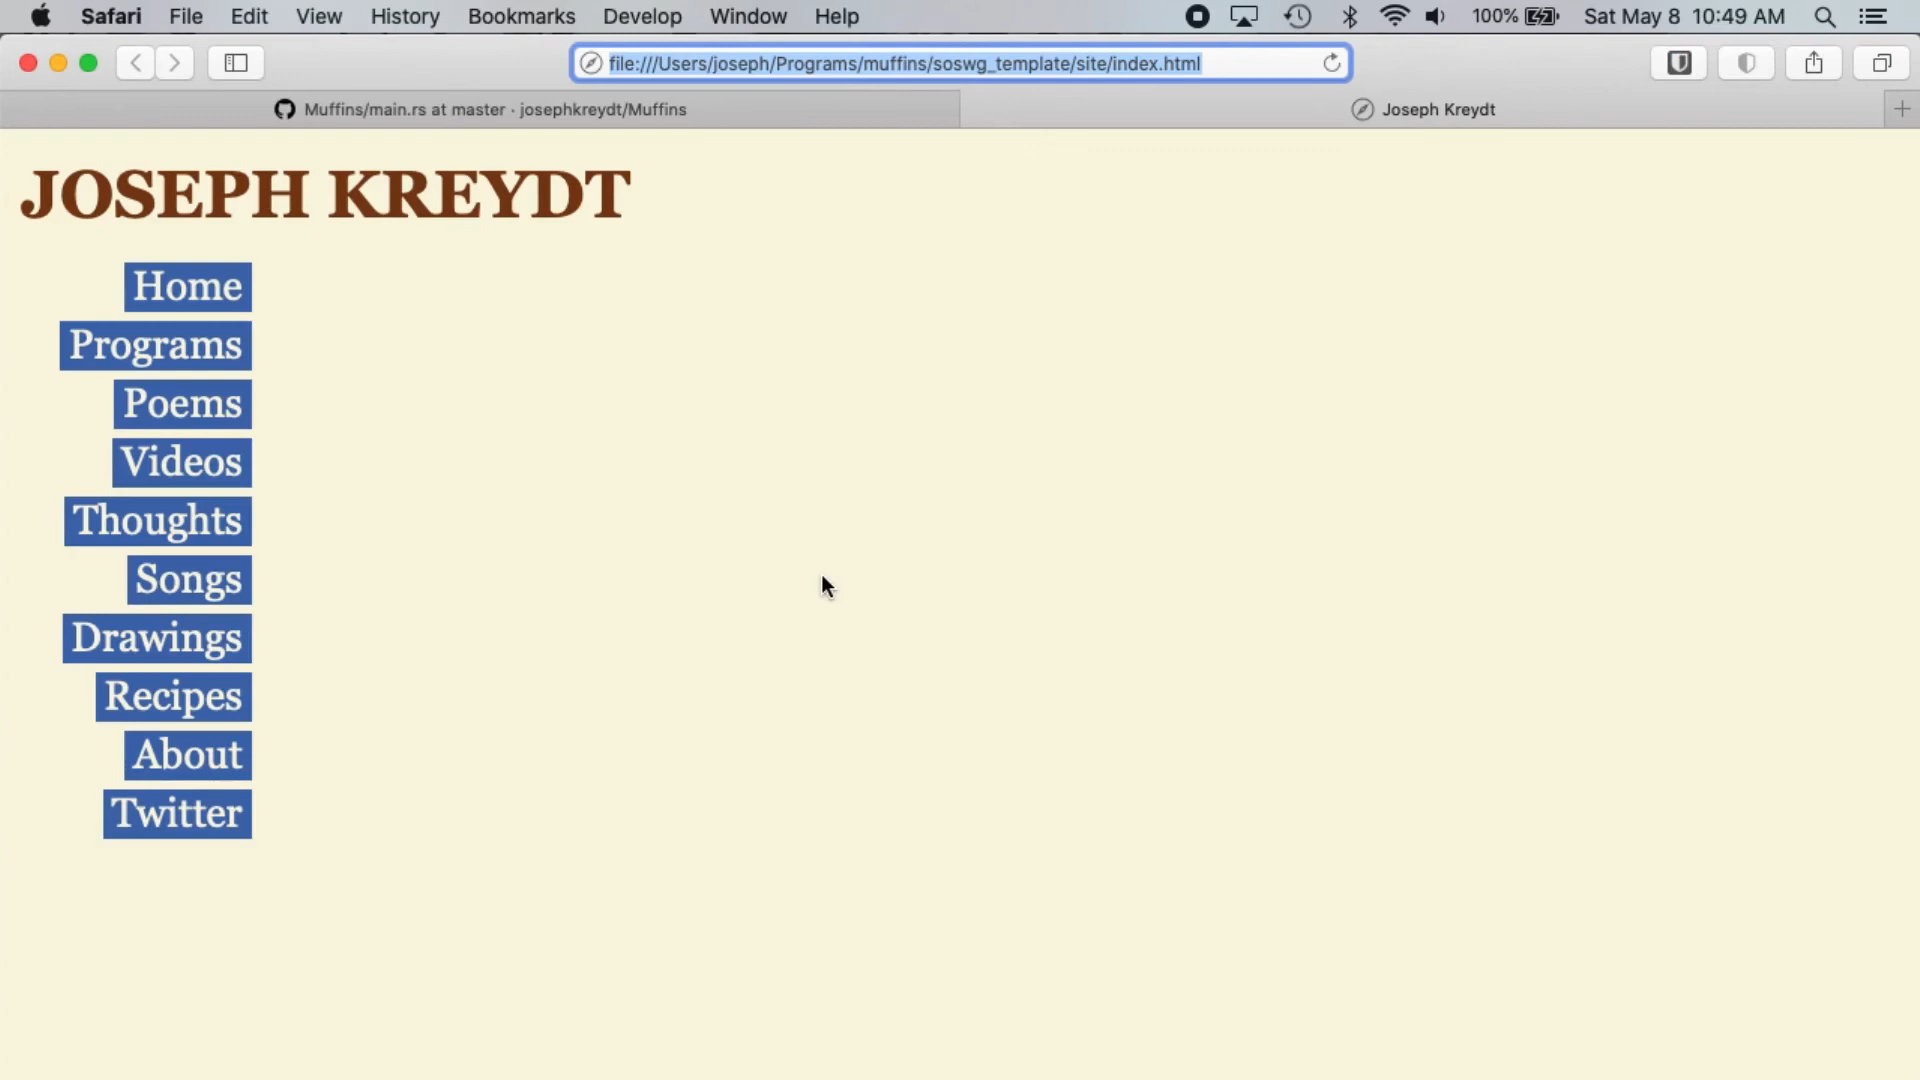 Safari File Edit View History Bookmarks Develop Window Help 100% Sat May 8 10:49 AM
file:///Users/joseph/Programs/muffins/soswg_template/site/index.html
Muffins/main.rs at master · josephkreydt/Muffins Joseph Kreydt
JOSEPH KREYDT
Home
Programs
Poems
Videos
Thoughts
Songs
Drawings
Recipes
About
Twitter